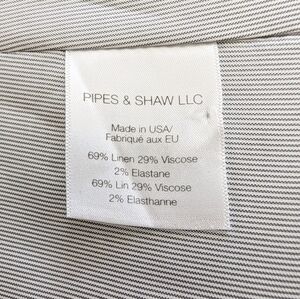 PIPES & SHAW LLC
Made in USA/
Fabriqué aux EU
69% Linen 29% Viscose
2% Elastane
69% Lin 29% Viscose
2% Elasthanne